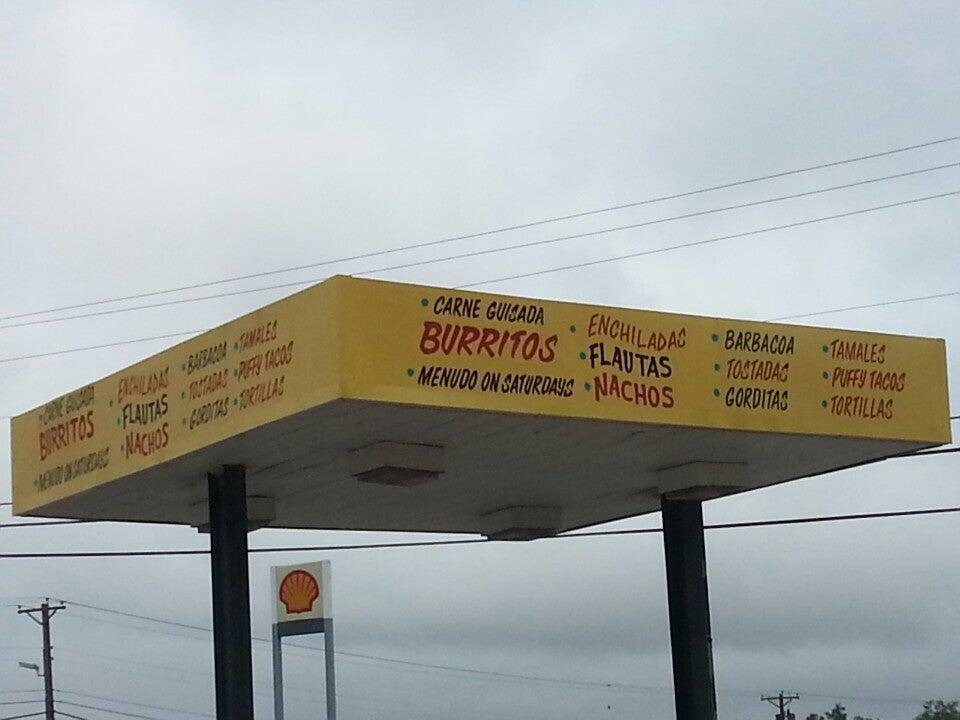 • CARNE GUISADA
BURRITOS
• MENUDO ON SATURDAYS
• ENCHILADAS
• FLAUTAS
• NACHOS
• BARBACOA
• TOSTADAS
• GORDITAS
• TAMALES
• PUFFY TACOS
• TORTILLAS
• CARNE GUISADA
BURRITOS
• MENUDO ON SATURDAYS
• ENCHILADAS
• FLAUTAS
• NACHOS
• BARBACOA
• TOSTADAS
• GORDITAS
• TAMALES
• PUFFY TACOS
• TORTILLAS